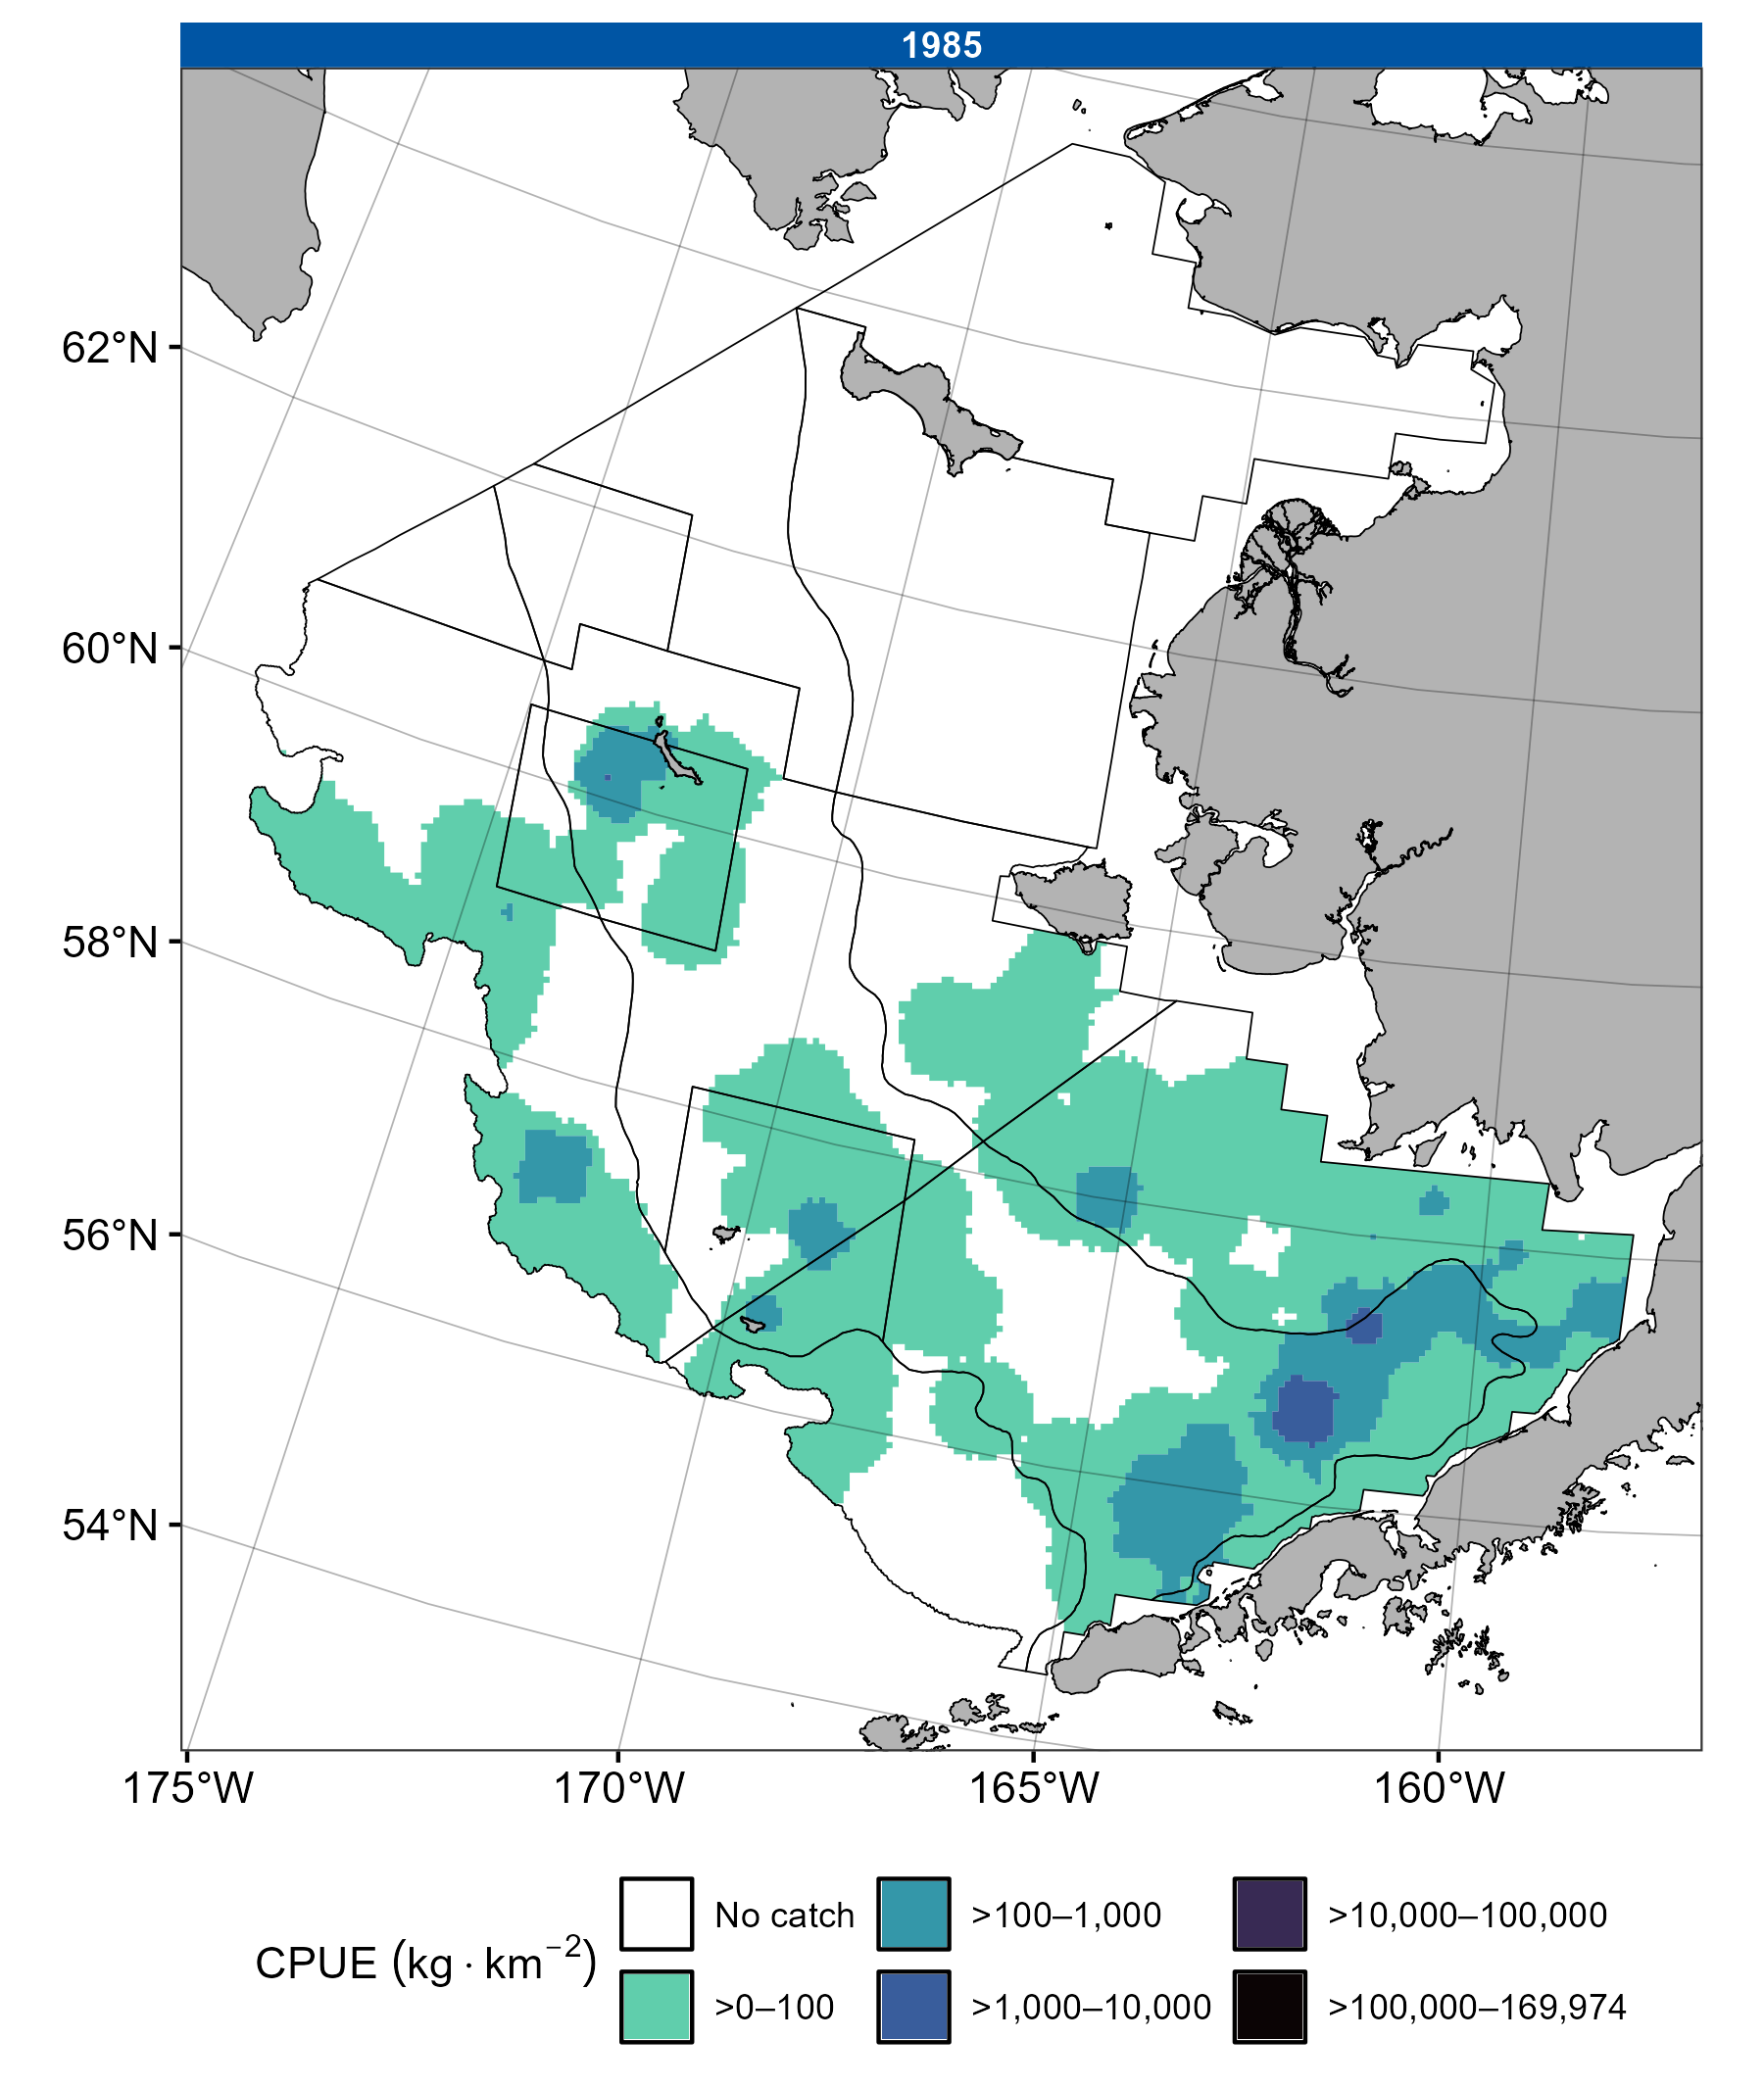 1985
62°N
60°N
58°N
56°N
54°N
175°W 170°W 165°W 160°W
CPUE (kg · km⁻²)
No catch >100–1,000 >10,000–100,000
>0–100 >1,000–10,000 >100,000–169,974